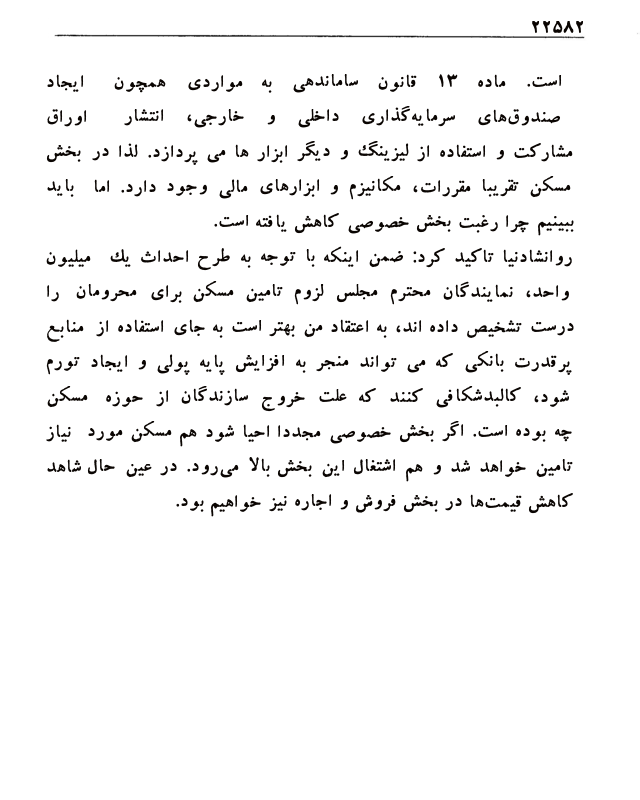 ۲۲۵۸۲
است. ماده ۱۳ قانون ساماندهی به مواردی همچون ایجاد
صندوق‌های سرمایه‌گذاری داخلی و خارجی، انتشار اوراق
مشارکت و استفاده از لیزینگ و دیگر ابزار ها می پردازد. لذا در بخش
مسکن تقریبا مقررات، مکانیزم و ابزارهای مالی وجود دارد. اما باید
ببینیم چرا رغبت بخش خصوصی کاهش یافته است.
روانشادنیا تاکید کرد: ضمن اینکه با توجه به طرح احداث یك میلیون
واحد، نمایندگان محترم مجلس لزوم تامین مسکن برای محرومان را
درست تشخیص داده اند، به اعتقاد من بهتر است به جای استفاده از منابع
پرقدرت بانکی که می تواند منجر به افزایش پایه پولی و ایجاد تورم
شود، کالبدشکافی کنند که علت خروج سازندگان از حوزه مسکن
چه بوده است. اگر بخش خصوصی مجددا احیا شود هم مسکن مورد نیاز
تامین خواهد شد و هم اشتغال این بخش بالا می‌رود. در عین حال شاهد
کاهش قیمت‌ها در بخش فروش و اجاره نیز خواهیم بود.